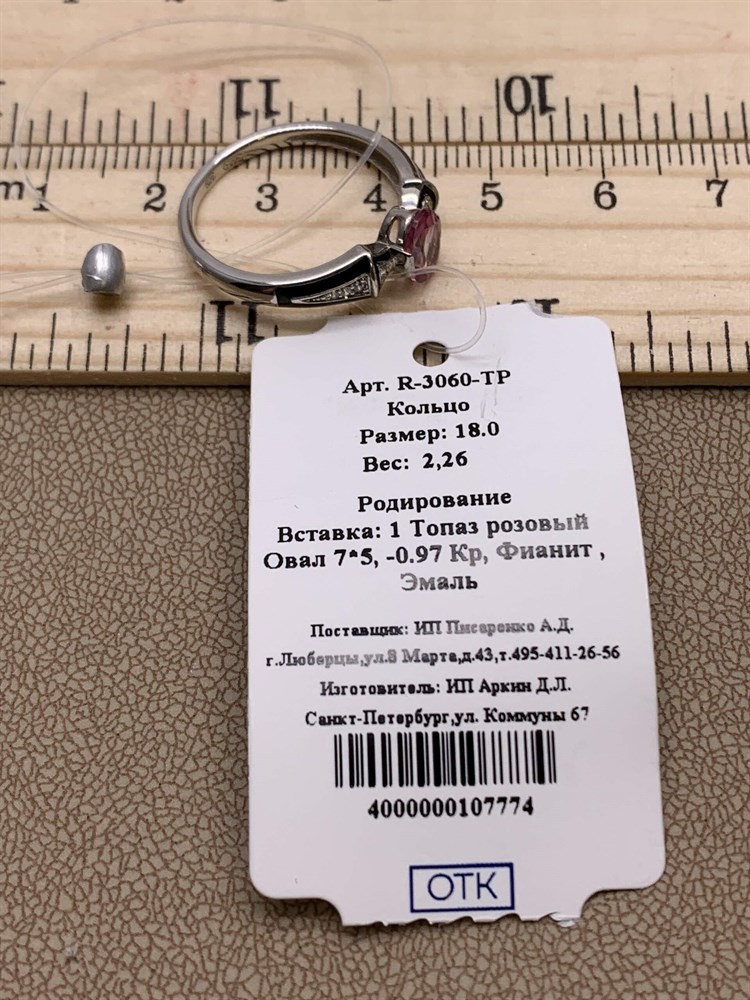 11 10
m 1 2 3 4 5 6 7
11
Арт. R-3060-TP
Кольцо
Размер: 18.0
Вес: 2,26
Родирование
Вставка: 1 Топаз розовый
Овал 7*5, -0.97 Кр, Фианит ,
Эмаль
Поставщик: ИП Писаренко А.Д.
г.Люберцы,ул.8 Марта,д.43,т.495-411-26-56
Изготовитель: ИП Аркин Д.Л.
Санкт-Петербург,ул. Коммуны 67
4000000107774
ОТК